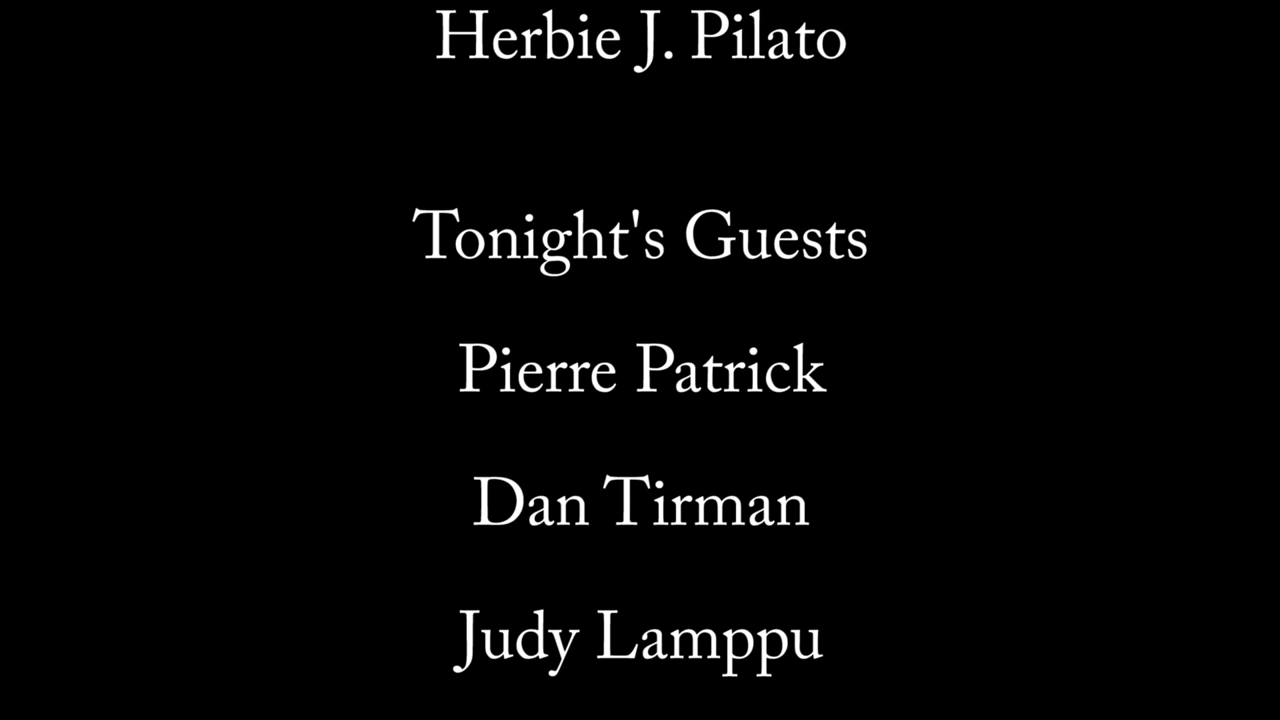 Herbie J. Pilato
Tonight's Guests
Pierre Patrick
Dan Tirman
Judy Lamppu